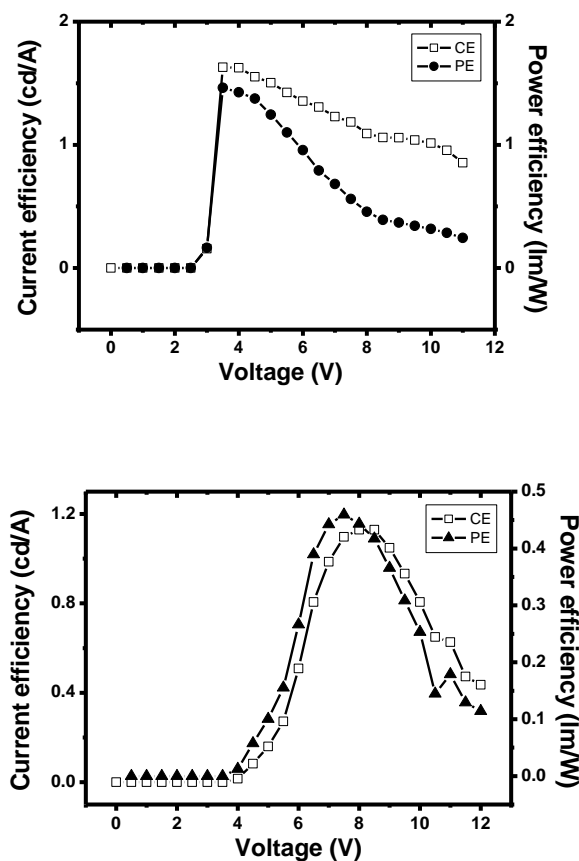 2
1
0
Current efficiency (cd/A)
CE
PE
2
1
0
Power efficiency (lm/W)
0 2 4 6 8 10 12
Voltage (V)
1.2
0.8
0.4
0.0
Current efficiency (cd/A)
CE
PE
0.5
0.4
0.3
0.2
0.1
0.0
Power efficiency (lm/W)
0 2 4 6 8 10 12
Voltage (V)